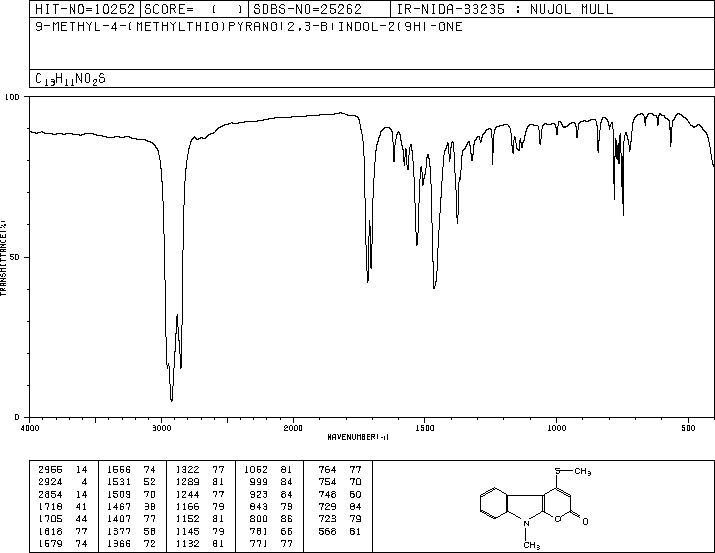 HIT-NO=10252 SCORE= ( ) SDBS-NO=25262 IR-NIDA-33235 : NUJOL MULL
9-METHYL-4-(METHYLTHIO)PYRANO(2,3-B)INDOL-2(9H)-ONE
C13H11NO2S
100
50
0
TRANSMITTANCE(%)
4000 3000 2000 1500 1000 500
WAVENUMBER(-1)
2955 14 1566 74 1322 77 1062 81 764 77
2924 4 1531 52 1289 81 999 84 754 70
2854 14 1509 70 1244 77 923 84 748 60
1718 41 1467 38 1166 79 843 79 729 84
1705 44 1407 77 1152 81 800 86 723 79
1616 77 1377 58 1145 79 781 66 568 81
1579 74 1366 72 1132 81 771 77
S CH3
N O O
CH3